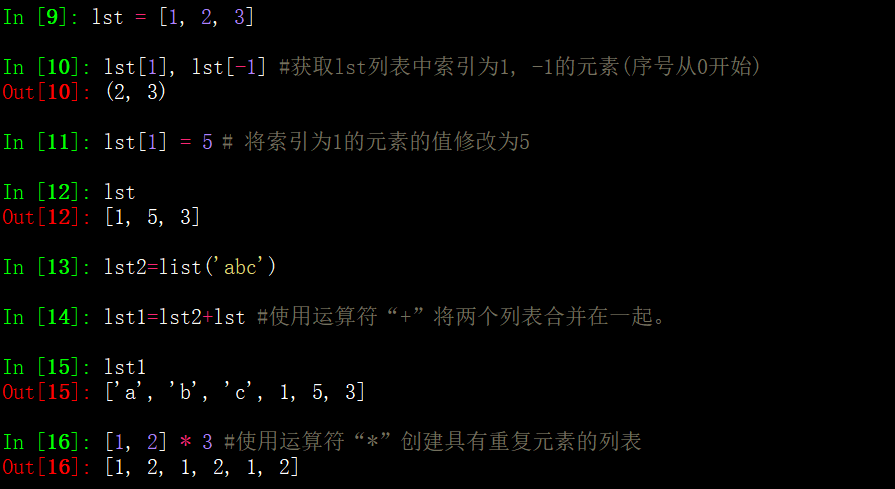 In [9]: lst = [1, 2, 3]
In [10]: lst[1], lst[-1] #获取lst列表中索引为1, -1的元素(序号从0开始)
Out[10]: (2, 3)
In [11]: lst[1] = 5 # 将索引为1的元素的值修改为5
In [12]: lst
Out[12]: [1, 5, 3]
In [13]: lst2=list('abc')
In [14]: lst1=lst2+lst #使用运算符“+”将两个列表合并在一起。
In [15]: lst1
Out[15]: ['a', 'b', 'c', 1, 5, 3]
In [16]: [1, 2] * 3 #使用运算符“*”创建具有重复元素的列表
Out[16]: [1, 2, 1, 2, 1, 2]